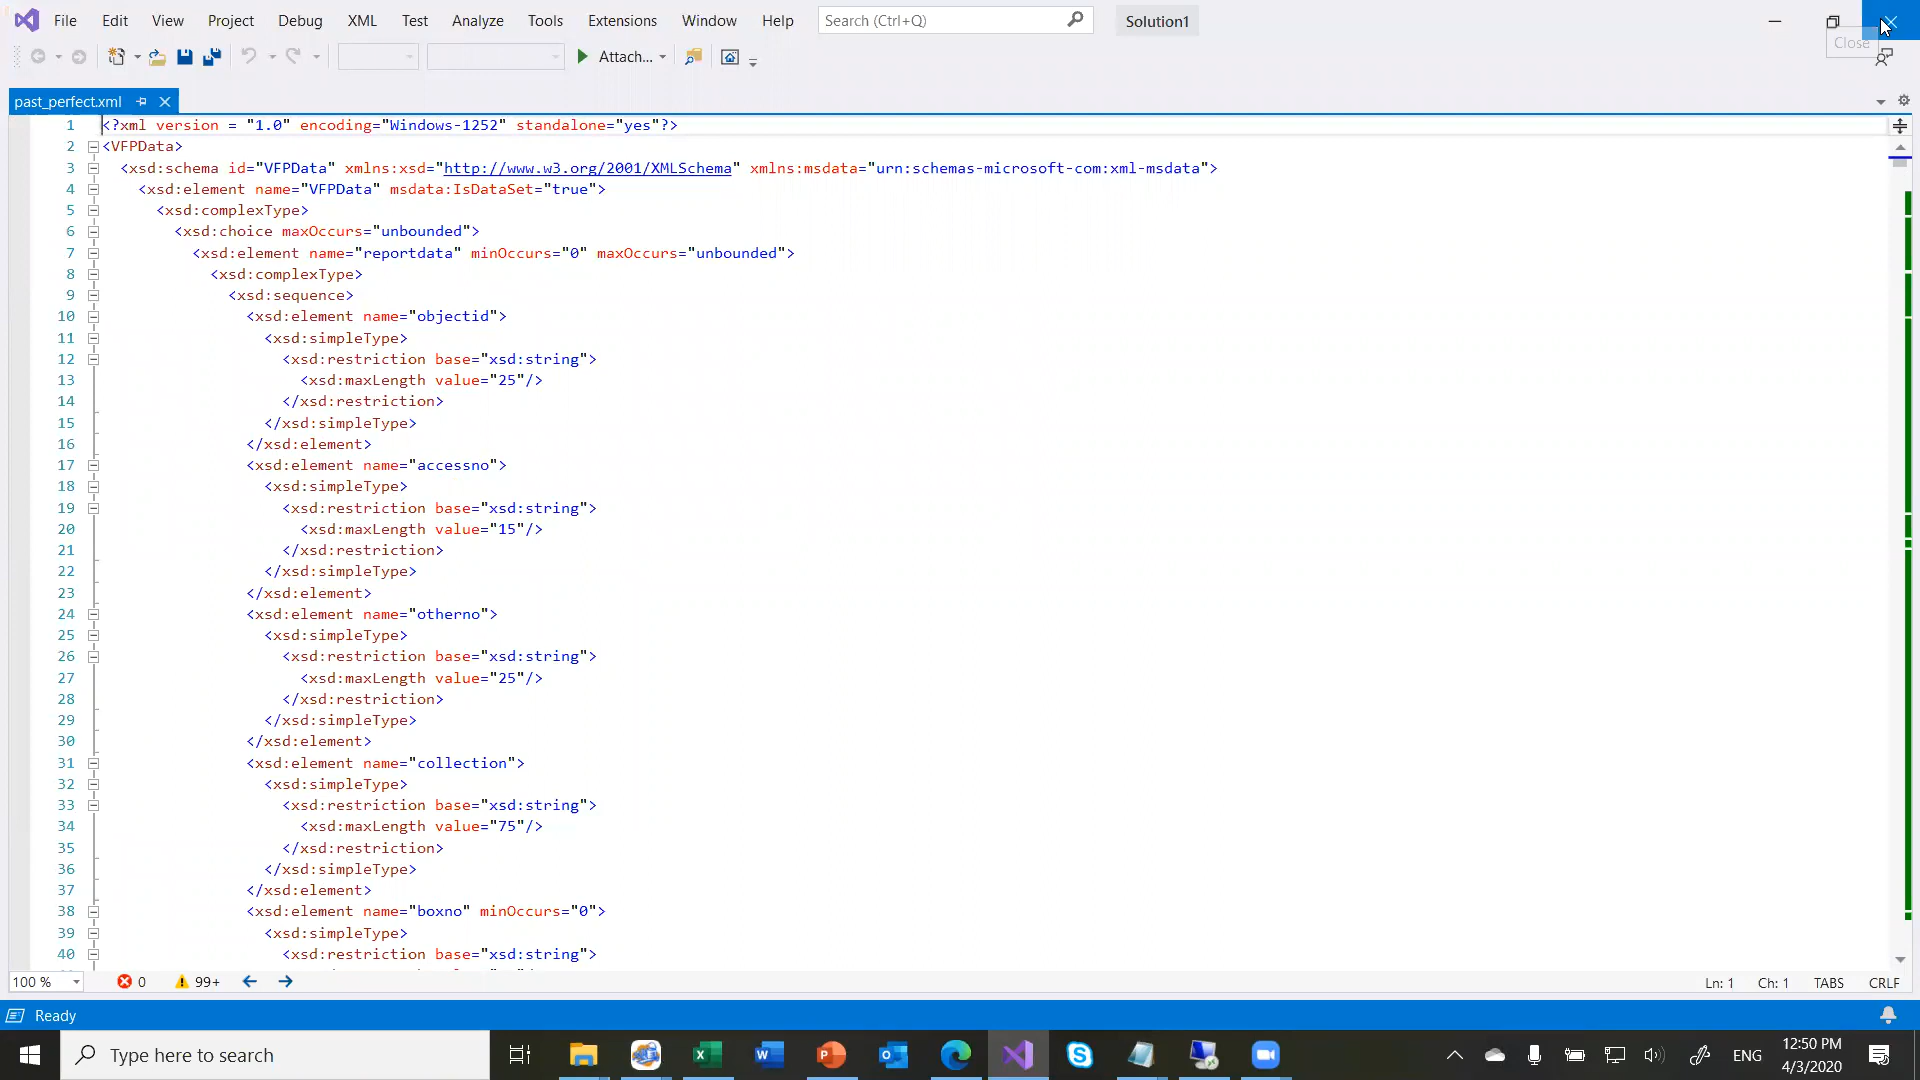 File Edit View Project Debug XML Test Analyze Tools Extensions Window Help Search (Ctrl+Q) Solution1
Close
Attach...
past_perfect.xml
1 <?xml version = "1.0" encoding="Windows-1252" standalone="yes"?>
2 <VFPData>
3 <xsd:schema id="VFPData" xmlns:xsd="http://www.w3.org/2001/XMLSchema" xmlns:msdata="urn:schemas-microsoft-com:xml-msdata">
4 <xsd:element name="VFPData" msdata:IsDataSet="true">
5 <xsd:complexType>
6 <xsd:choice maxOccurs="unbounded">
7 <xsd:element name="reportdata" minOccurs="0" maxOccurs="unbounded">
8 <xsd:complexType>
9 <xsd:sequence>
10 <xsd:element name="objectid">
11 <xsd:simpleType>
12 <xsd:restriction base="xsd:string">
13 <xsd:maxLength value="25"/>
14 </xsd:restriction>
15 </xsd:simpleType>
16 </xsd:element>
17 <xsd:element name="accessno">
18 <xsd:simpleType>
19 <xsd:restriction base="xsd:string">
20 <xsd:maxLength value="15"/>
21 </xsd:restriction>
22 </xsd:simpleType>
23 </xsd:element>
24 <xsd:element name="otherno">
25 <xsd:simpleType>
26 <xsd:restriction base="xsd:string">
27 <xsd:maxLength value="25"/>
28 </xsd:restriction>
29 </xsd:simpleType>
30 </xsd:element>
31 <xsd:element name="collection">
32 <xsd:simpleType>
33 <xsd:restriction base="xsd:string">
34 <xsd:maxLength value="75"/>
35 </xsd:restriction>
36 </xsd:simpleType>
37 </xsd:element>
38 <xsd:element name="boxno" minOccurs="0">
39 <xsd:simpleType>
40 <xsd:restriction base="xsd:string">
100 % 0 99+ Ln: 1 Ch: 1 TABS CRLF
Ready
Type here to search ENG 12:50 PM
4/3/2020